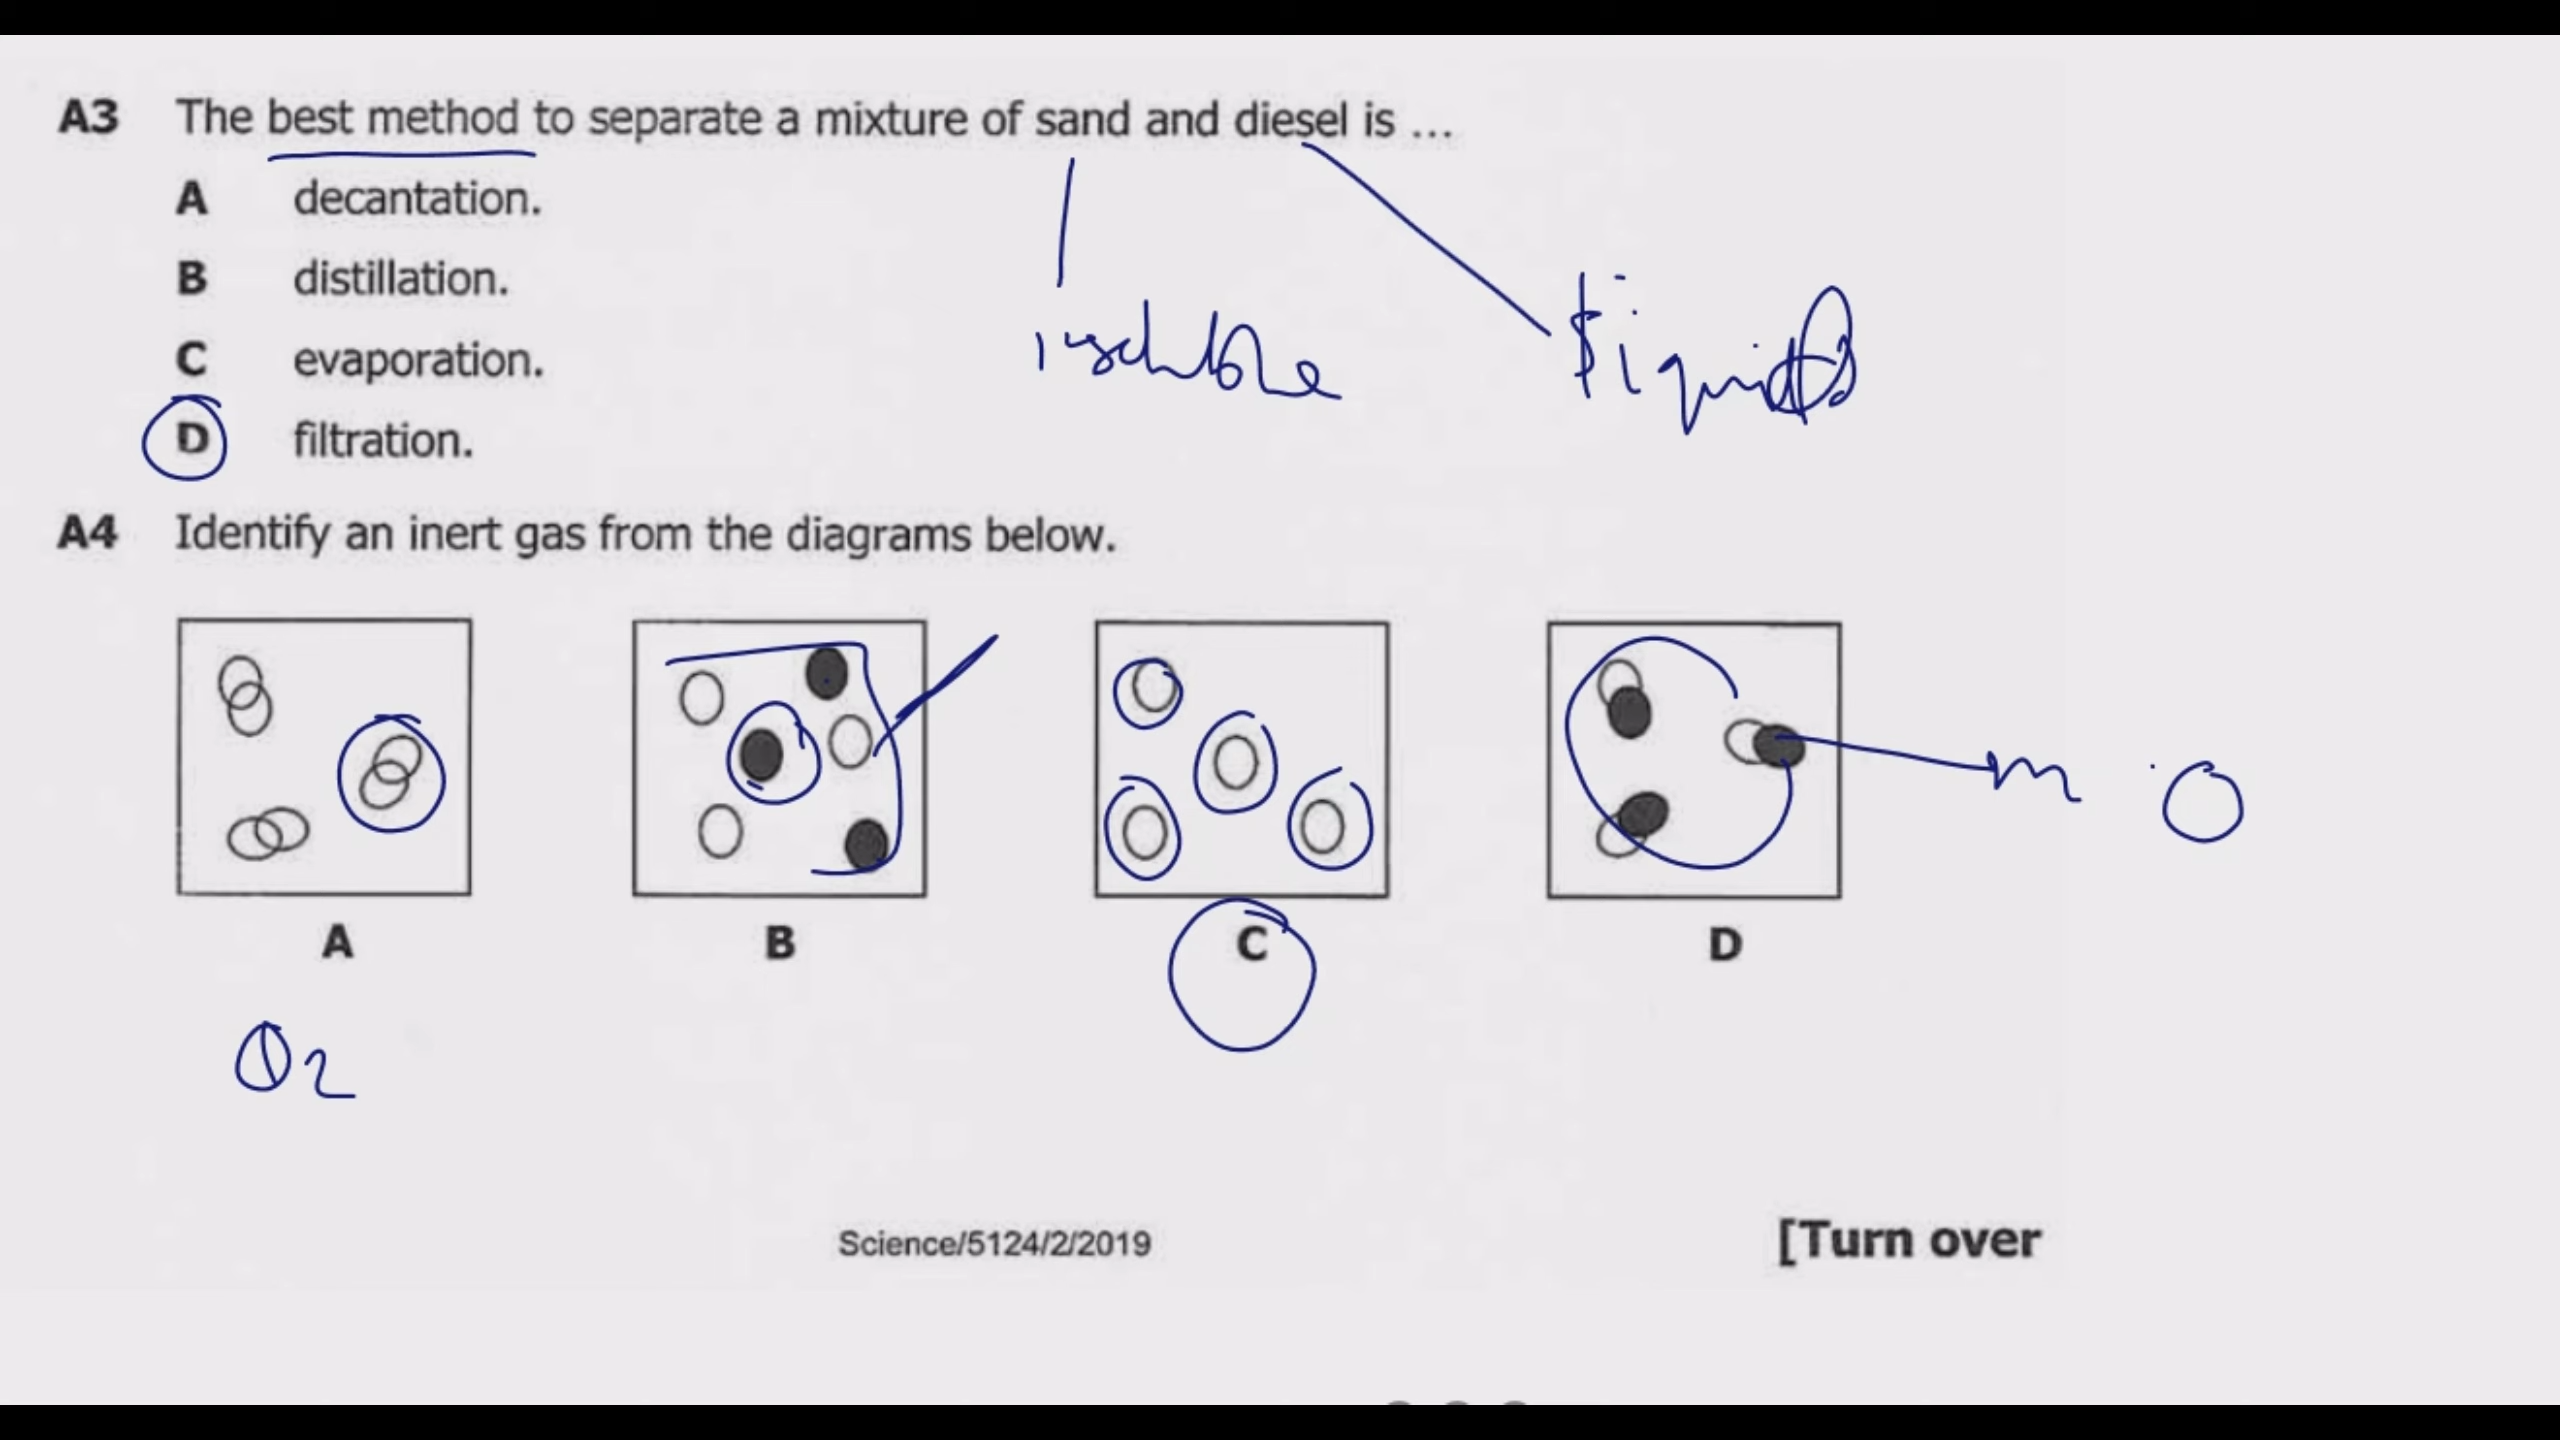 A3 The best method to separate a mixture of sand and diesel is ...
A decantation.
B distillation.
C evaporation.
D filtration.
liquid
A4 Identify an inert gas from the diagrams below.
A B C D
O2
Science/5124/2/2019
[Turn over